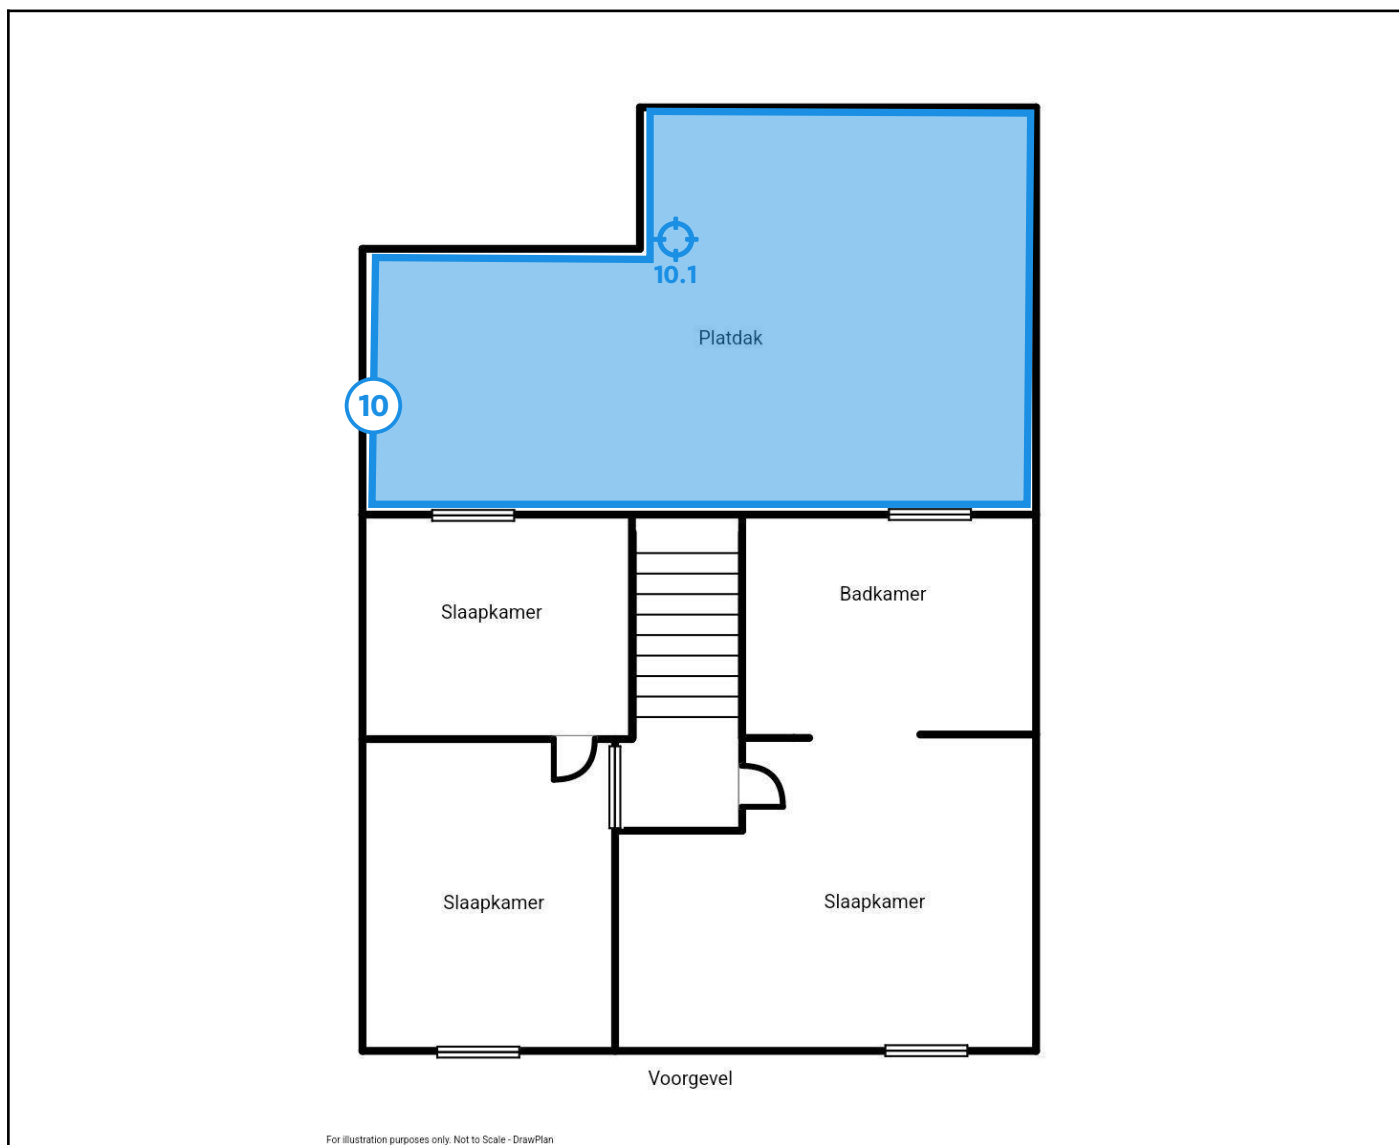 10.1
Platdak
10
Badkamer
Slaapkamer
Slaapkamer
Slaapkamer
Voorgevel
For illustration purposes only. Not to Scale - DrawPlan